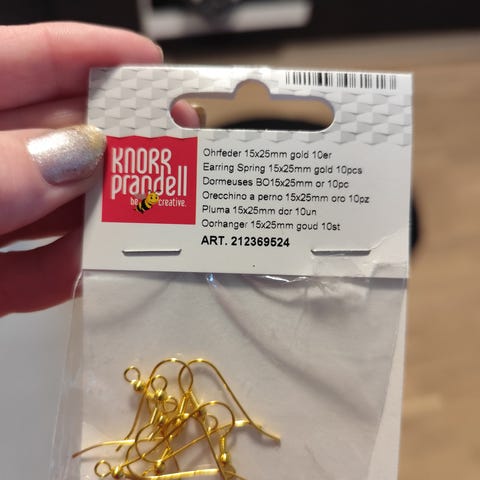 KNORR
prandell
be creative.
Ohrfeder 15x25mm gold 10er
Earring Spring 15x25mm gold 10pcs
Dormeuses BO15x25mm or 10pc
Orecchino a perno 15x25mm oro 10pz
Pluma 15x25mm dor 10un
Oorhanger 15x25mm goud 10st
ART. 212369524